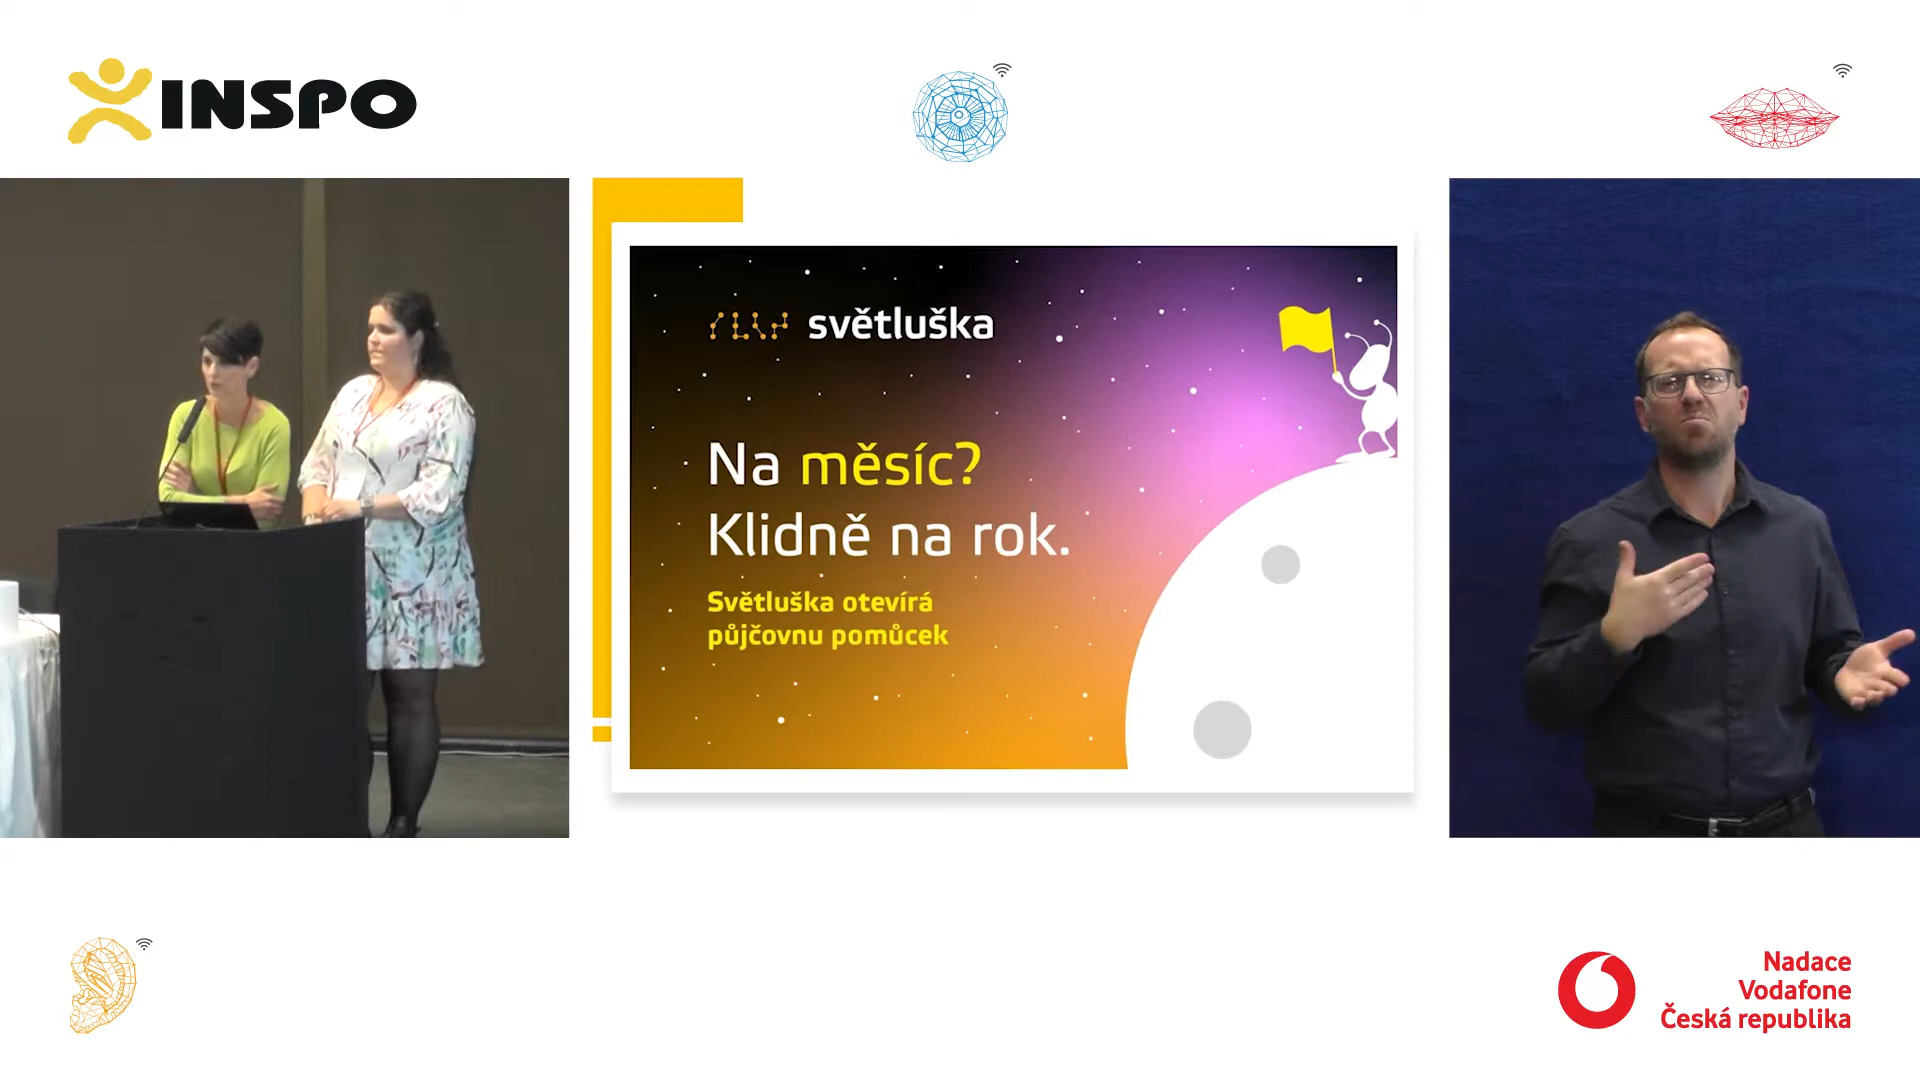 INSPO
světluška
Na měsíc?
Klidně na rok.
Světluška otevírá
půjčovnu pomůcek
Nadace
Vodafone
Česká republika